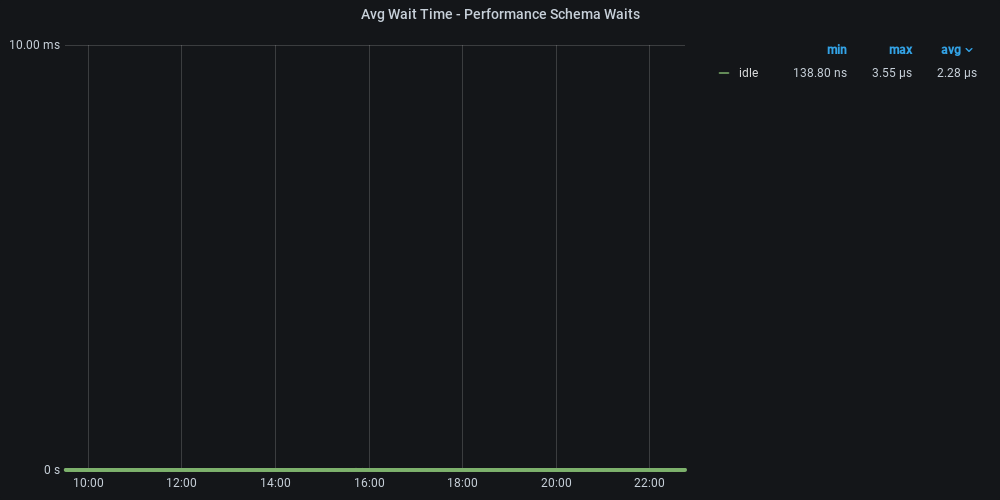 Avg Wait Time - Performance Schema Waits
10.00 ms
0 s
10:00 12:00 14:00 16:00 18:00 20:00 22:00
min max avg
idle 138.80 ns 3.55 µs 2.28 µs